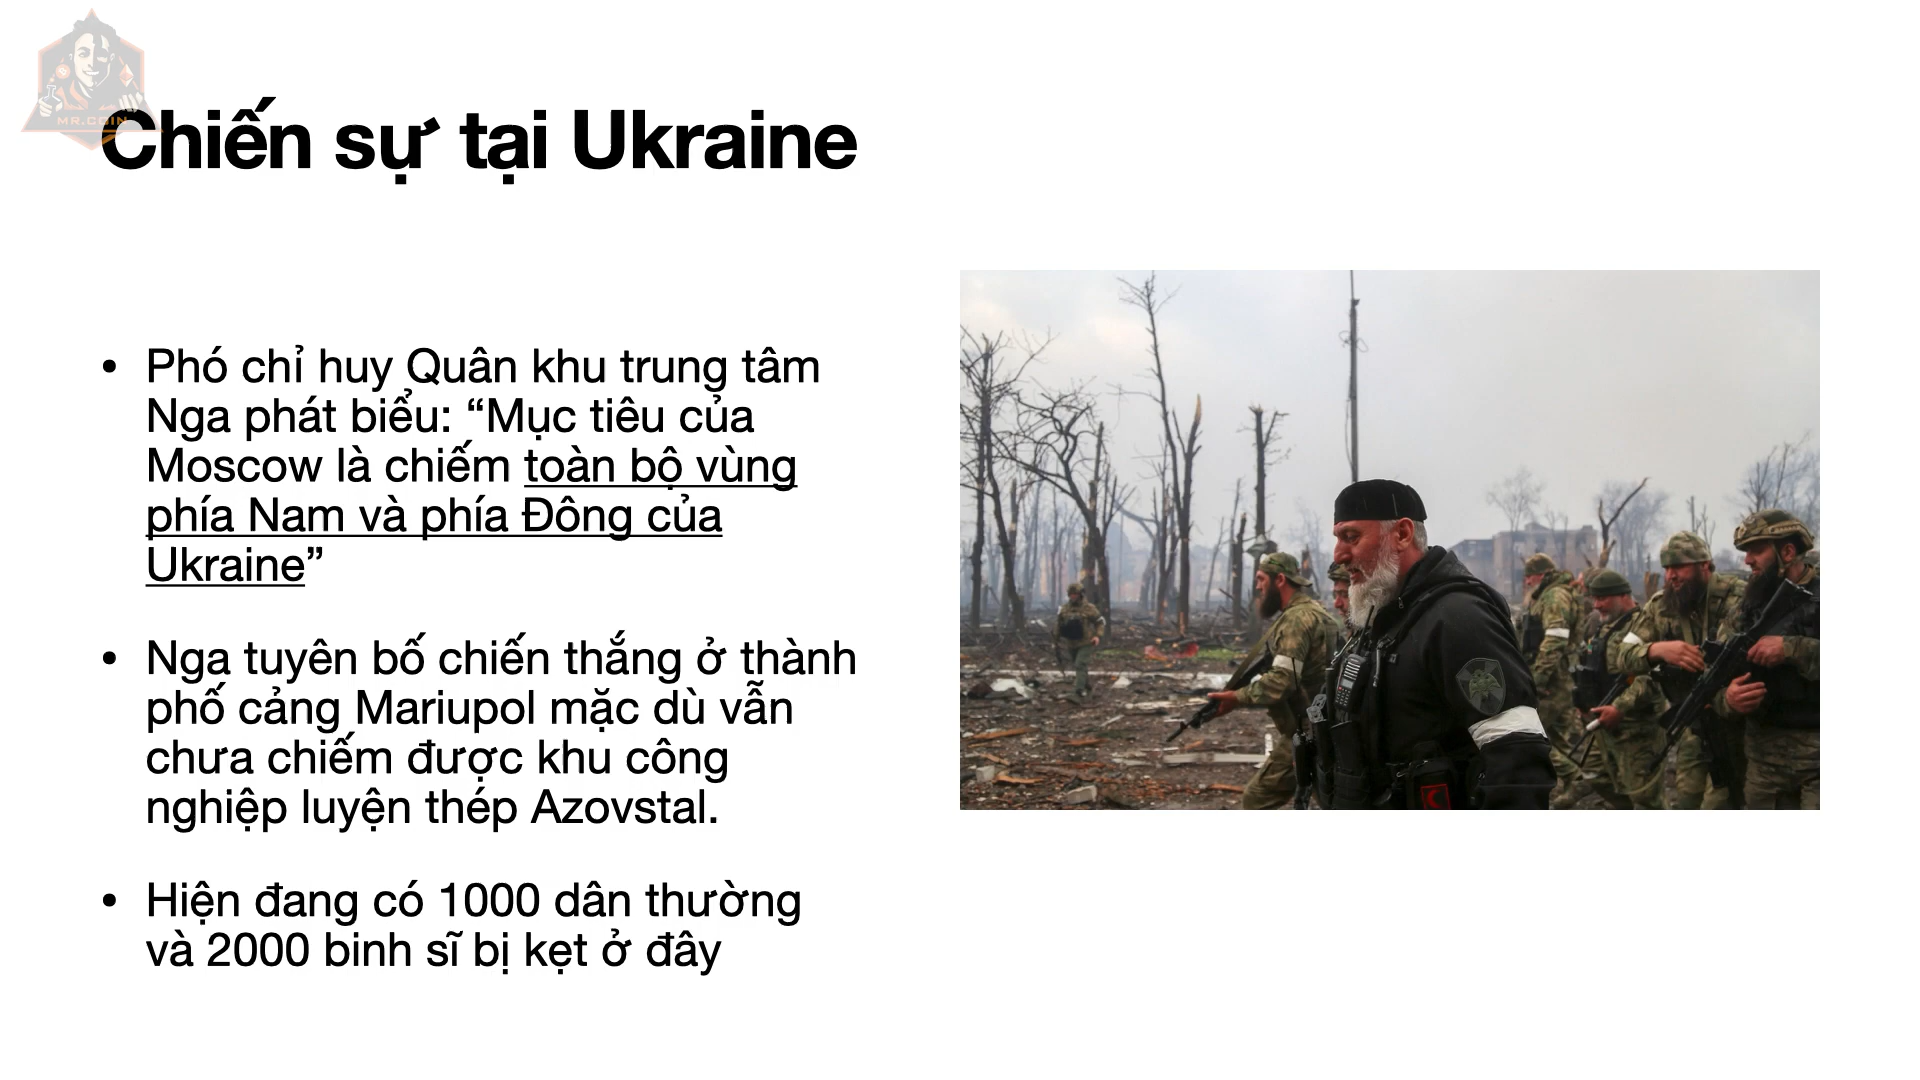 MR.COIN
Chiến sự tại Ukraine
• Phó chỉ huy Quân khu trung tâm
Nga phát biểu: “Mục tiêu của
Moscow là chiếm toàn bộ vùng
phía Nam và phía Đông của
Ukraine”
• Nga tuyên bố chiến thắng ở thành
phố cảng Mariupol mặc dù vẫn
chưa chiếm được khu công
nghiệp luyện thép Azovstal.
• Hiện đang có 1000 dân thường
và 2000 binh sĩ bị kẹt ở đây